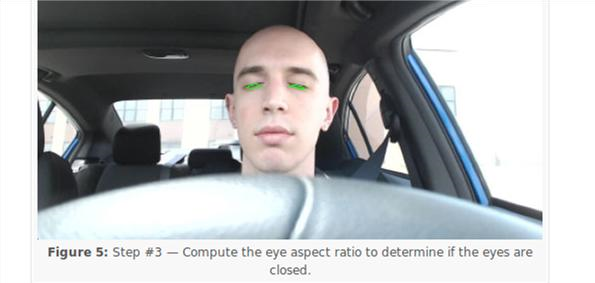 Figure 5: Step #3 — Compute the eye aspect ratio to determine if the eyes are
closed.